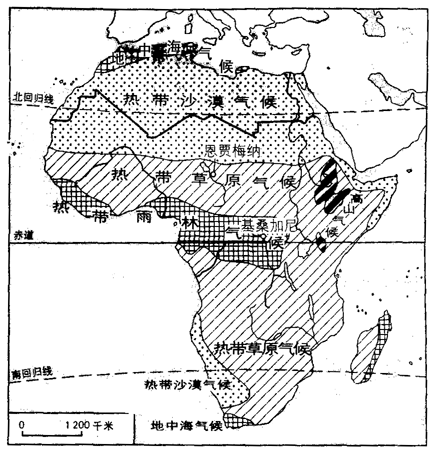 地中海气候
热带沙漠气候
北回归线
恩贾梅纳
热带草原气候
高山气候
热带雨林气候
基桑加尼
赤道
热带草原气候
南回归线
热带沙漠气候
地中海气候
0 1 200 千米